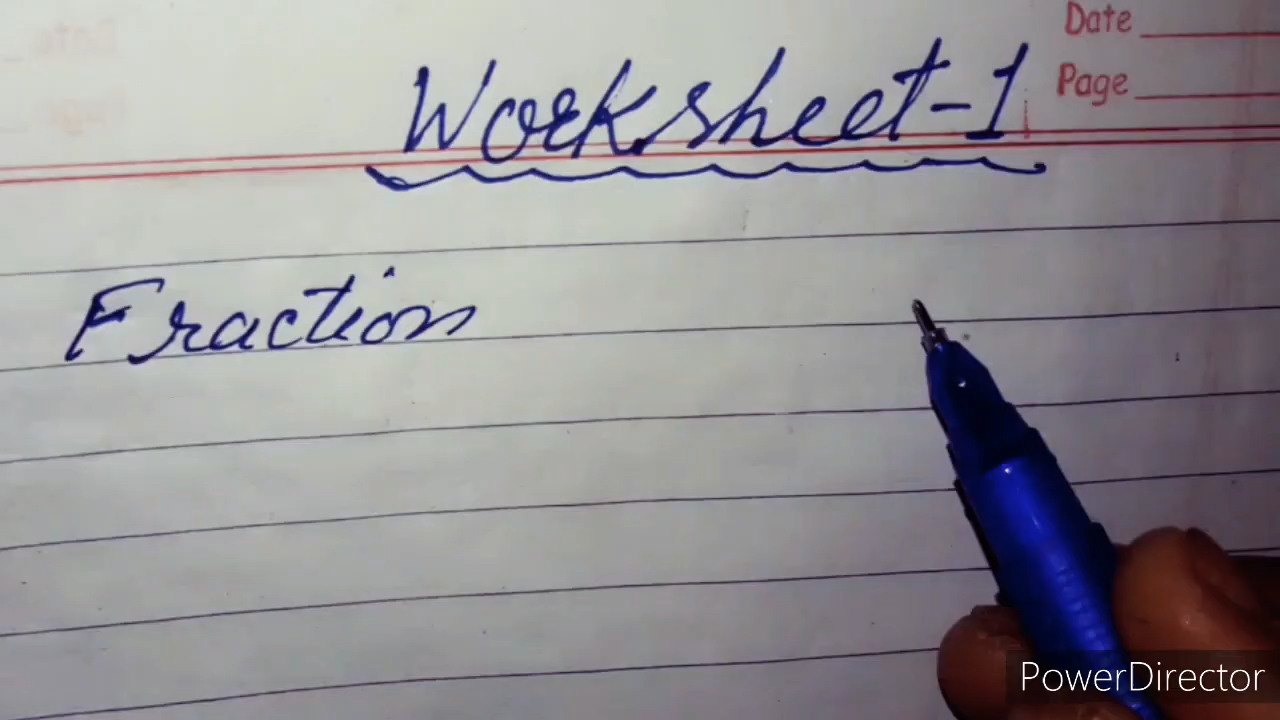 Date
Page
Worksheet-1
Fraction
PowerDirector